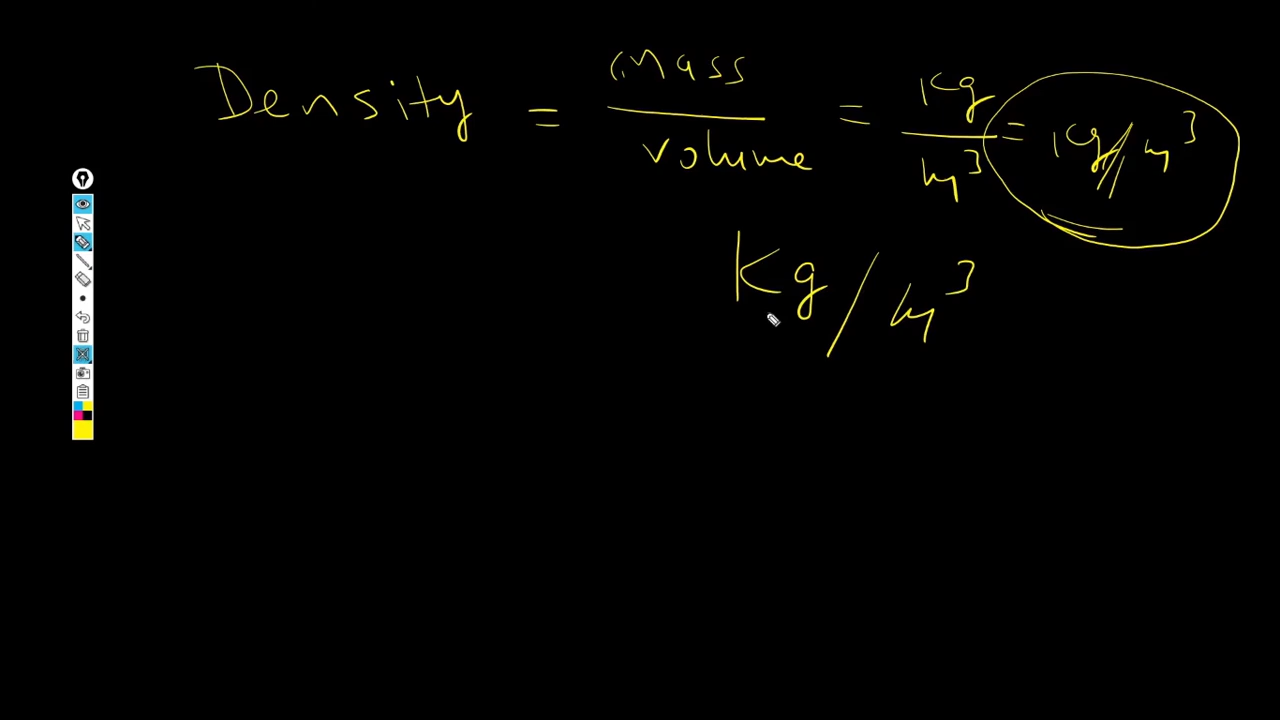 Density = Mass / volume = Kg / m³ = Kg/m³
Kg/m³